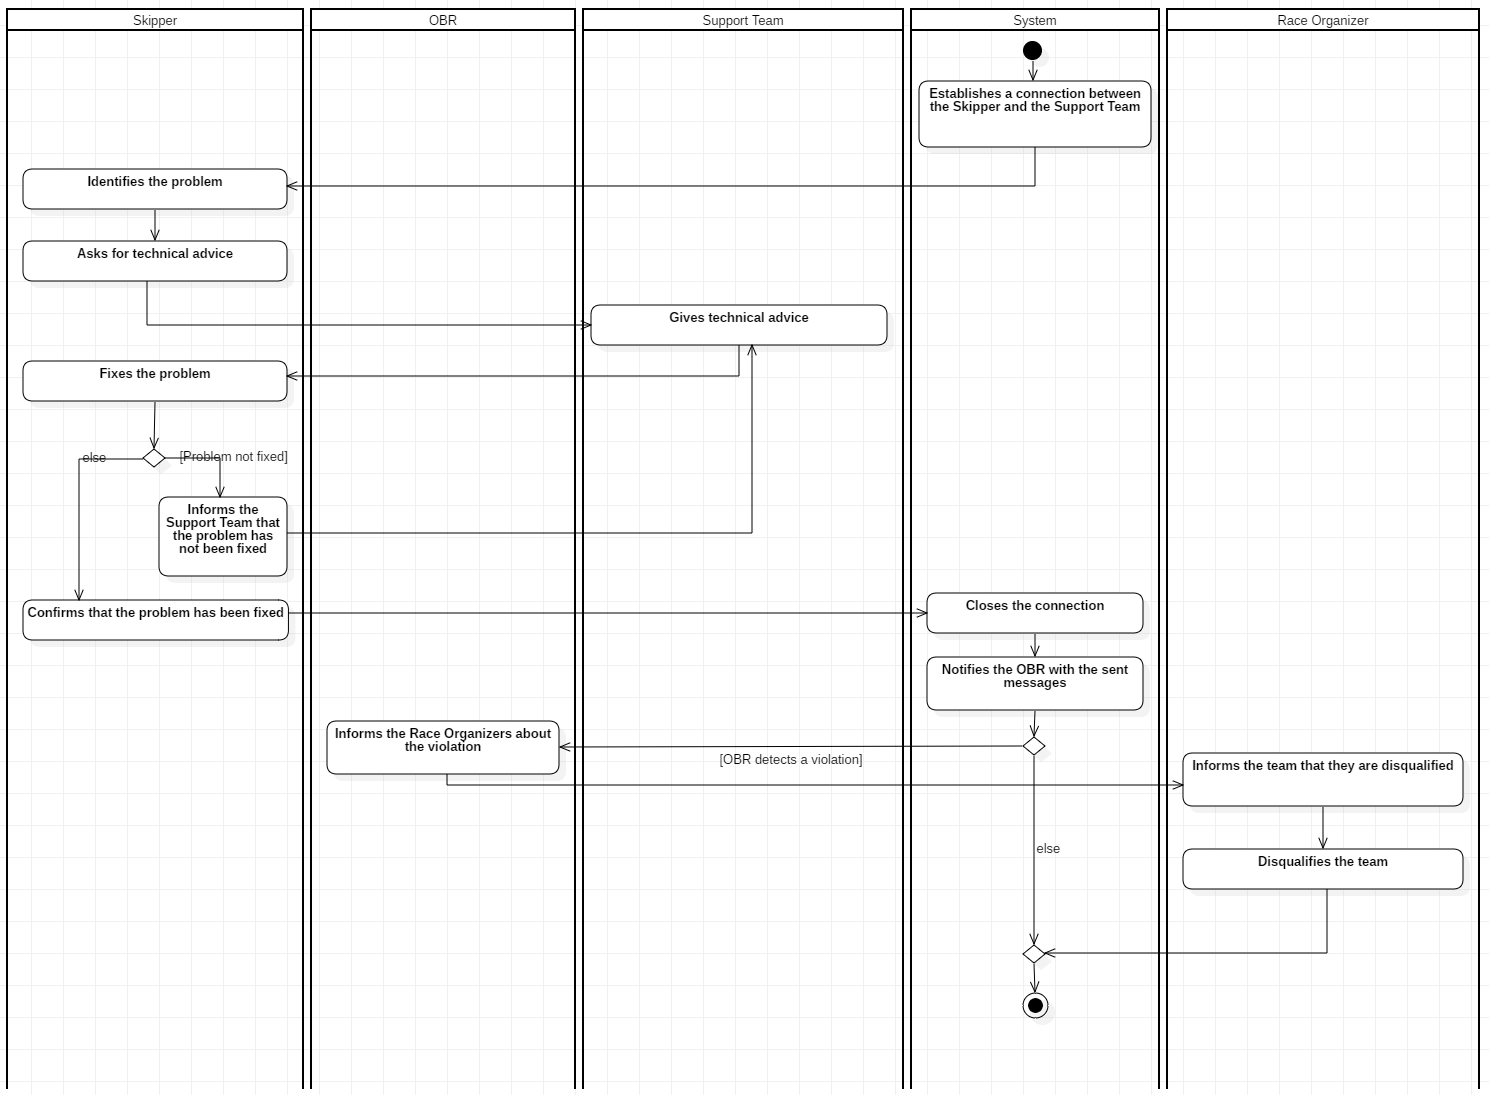 Skipper
OBR
Support Team
System
Race Organizer
Establishes a connection between
the Skipper and the Support Team
Identifies the problem
Asks for technical advice
Gives technical advice
Fixes the problem
else
[Problem not fixed]
Informs the
Support Team that
the problem has
not been fixed
Confirms that the problem has been fixed
Closes the connection
Notifies the OBR with the sent
messages
Informs the Race Organizers about
the violation
[OBR detects a violation]
Informs the team that they are disqualified
else
Disqualifies the team